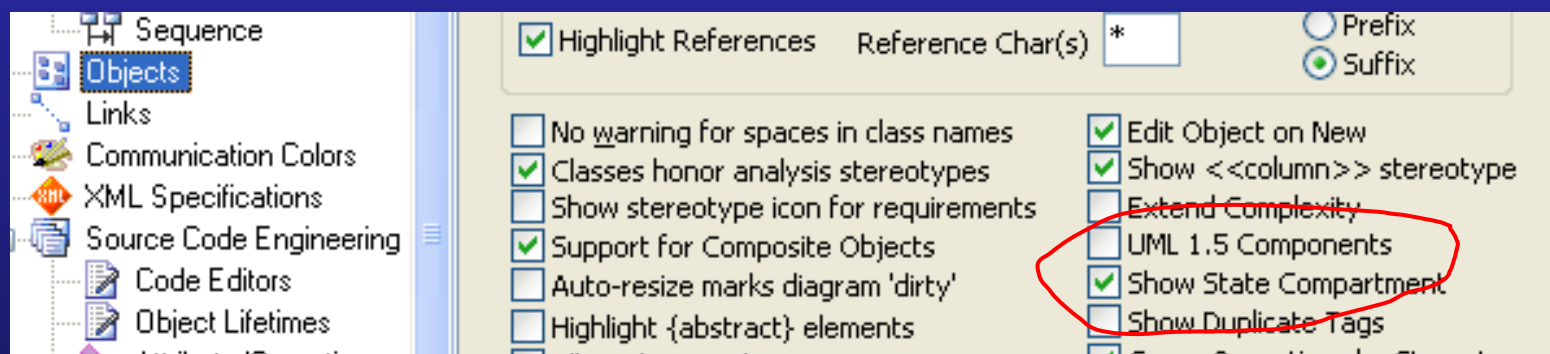 Sequence
Objects
Links
Communication Colors
XML Specifications
Source Code Engineering
Code Editors
Object Lifetimes
Highlight References
Reference Char(s)
*
Prefix
Suffix
No warning for spaces in class names
Classes honor analysis stereotypes
Show stereotype icon for requirements
Support for Composite Objects
Auto-resize marks diagram 'dirty'
Highlight {abstract} elements
Edit Object on New
Show <<column>> stereotype
Extend Complexity
UML 1.5 Components
Show State Compartment
Show Duplicate Tags